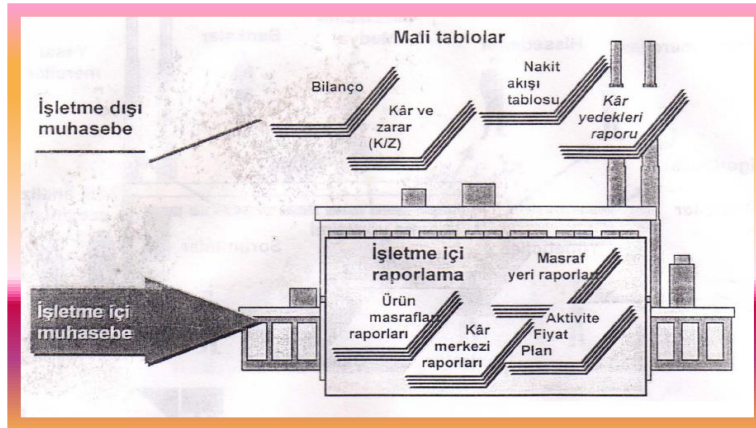 Mali tablolar
Bilanço
Kâr ve
zarar
(K/Z)
Nakit
akışı
tablosu
Kâr
yedekleri
raporu
İşletme dışı
muhasebe
İşletme içi
raporlama
Masraf
yeri raporları
Ürün
masrafları
raporları
Kâr
merkezi
raporları
Aktivite
Fiyat
Plan
İşletme içi
muhasebe